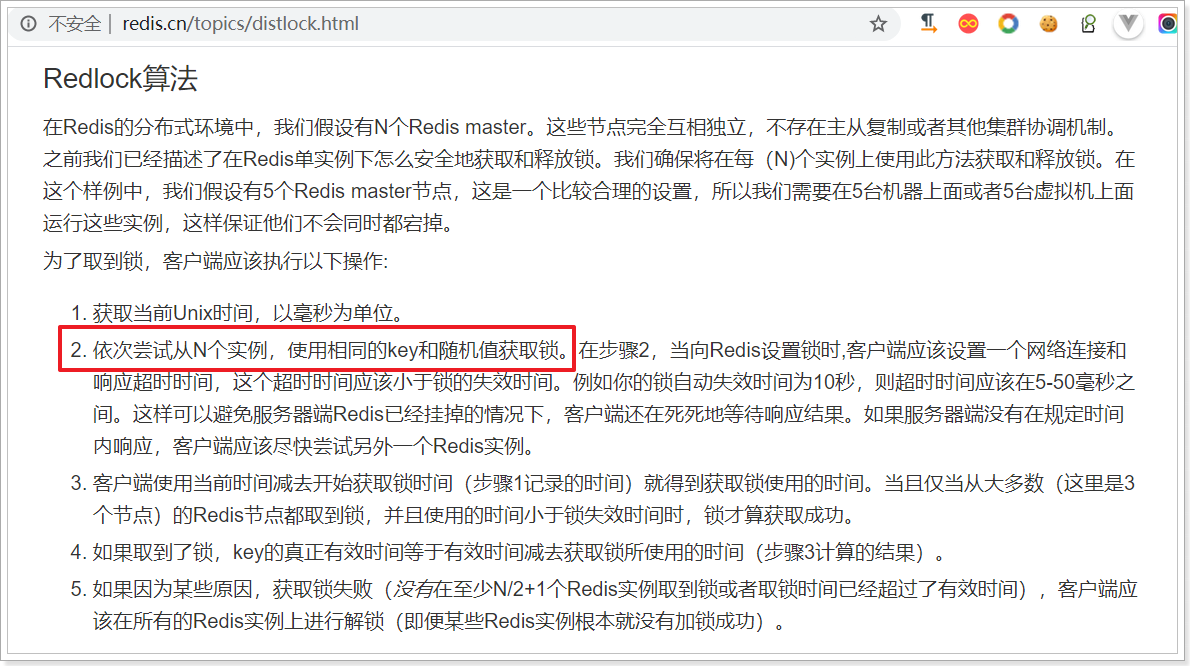 不安全 | redis.cn/topics/distlock.html
Redlock算法
在Redis的分布式环境中，我们假设有N个Redis master。这些节点完全互相独立，不存在主从复制或者其他集群协调机制。
之前我们已经描述了在Redis单实例下怎么安全地获取和释放锁。我们确保将在每（N)个实例上使用此方法获取和释放锁。在
这个样例中，我们假设有5个Redis master节点，这是一个比较合理的设置，所以我们需要在5台机器上面或者5台虚拟机上面
运行这些实例，这样保证他们不会同时都宕掉。
为了取到锁，客户端应该执行以下操作:
1. 获取当前Unix时间，以毫秒为单位。
2. 依次尝试从N个实例，使用相同的key和随机值获取锁。在步骤2，当向Redis设置锁时,客户端应该设置一个网络连接和
响应超时时间，这个超时时间应该小于锁的失效时间。例如你的锁自动失效时间为10秒，则超时时间应该在5-50毫秒之
间。这样可以避免服务器端Redis已经挂掉的情况下，客户端还在死死地等待响应结果。如果服务器端没有在规定时间
内响应，客户端应该尽快尝试另外一个Redis实例。
3. 客户端使用当前时间减去开始获取锁时间（步骤1记录的时间）就得到获取锁使用的时间。当且仅当从大多数（这里是3
个节点）的Redis节点都取到锁，并且使用的时间小于锁失效时间时，锁才算获取成功。
4. 如果取到了锁，key的真正有效时间等于有效时间减去获取锁所使用的时间（步骤3计算的结果）。
5. 如果因为某些原因，获取锁失败（没有在至少N/2+1个Redis实例取到锁或者取锁时间已经超过了有效时间），客户端应
该在所有的Redis实例上进行解锁（即便某些Redis实例根本就没有加锁成功）。